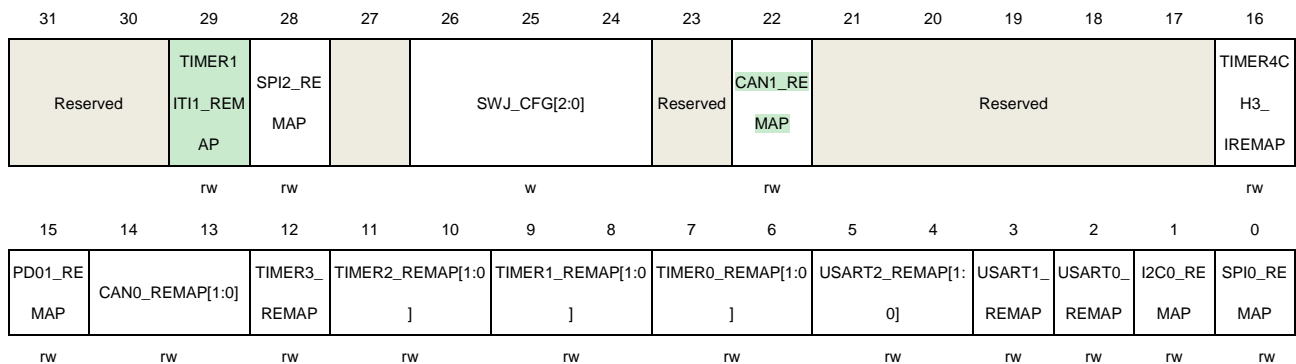 31 30 29 28 27 26 25 24 23 22 21 20 19 18 17 16
Reserved
TIMER1
ITI1_REM
AP
SPI2_RE
MAP
SWJ_CFG[2:0]
Reserved
CAN1_RE
MAP
Reserved
TIMER4C
H3_
IREMAP
rw rw w rw rw
15 14 13 12 11 10 9 8 7 6 5 4 3 2 1 0
PD01_RE
MAP
CAN0_REMAP[1:0]
TIMER3_
REMAP
TIMER2_REMAP[1:0
]
TIMER1_REMAP[1:0
]
TIMER0_REMAP[1:0
]
USART2_REMAP[1:
0]
USART1_
REMAP
USART0_
REMAP
I2C0_RE
MAP
SPI0_RE
MAP
rw rw rw rw rw rw rw rw rw rw rw